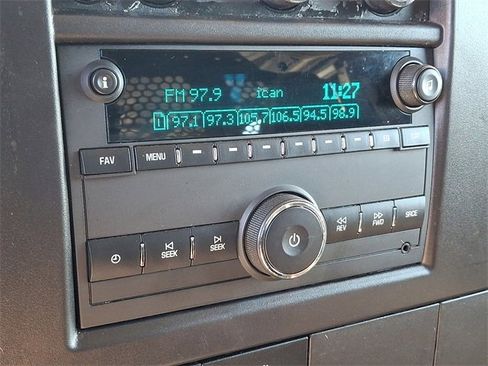 FM 97.9 ican 11:27
1 97.1 97.3 105.7 106.5 94.5 98.9
FAV MENU
SEEK SEEK REV FWD SRCE